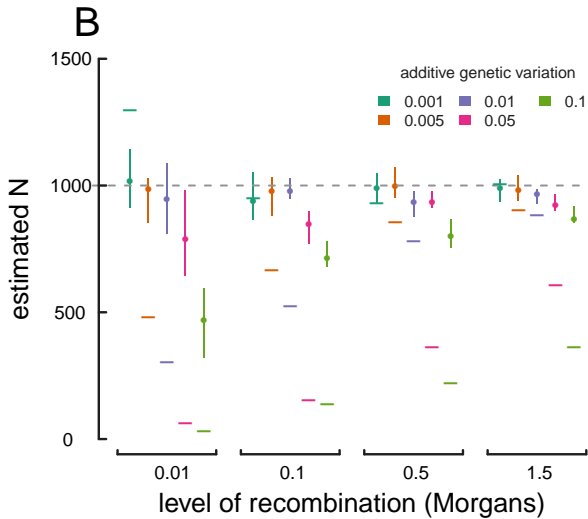 B
1500
1000
500
0
estimated N
additive genetic variation
0.001 0.01 0.1
0.005 0.05
0.01 0.1 0.5 1.5
level of recombination (Morgans)